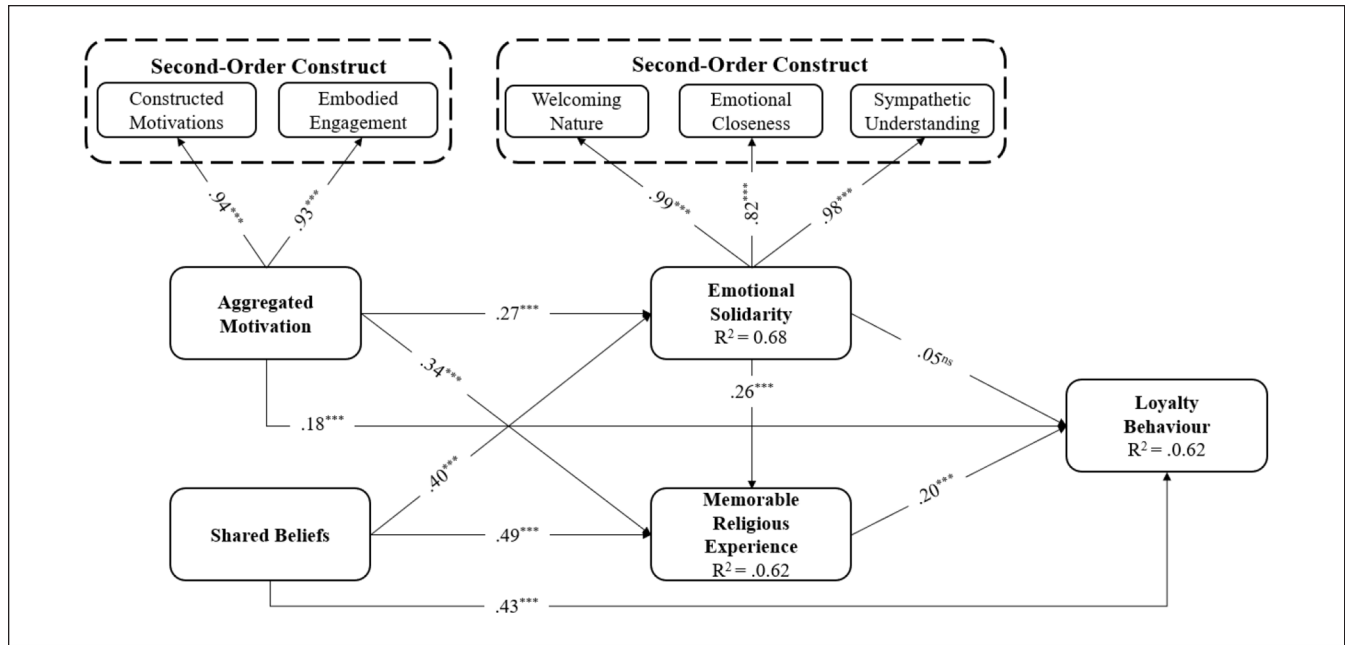 Second-Order Construct
Constructed
Motivations
Embodied
Engagement
Second-Order Construct
Welcoming
Nature
Emotional
Closeness
Sympathetic
Understanding
.94***
.93***
.99***
.82***
.98***
Aggregated
Motivation
.27***
Emotional
Solidarity
R² = 0.68
.34***
.05ns
.26***
.18***
Loyalty
Behaviour
R² = .0.62
.40***
.20***
Shared Beliefs
.49***
Memorable
Religious
Experience
R² = .0.62
.43***